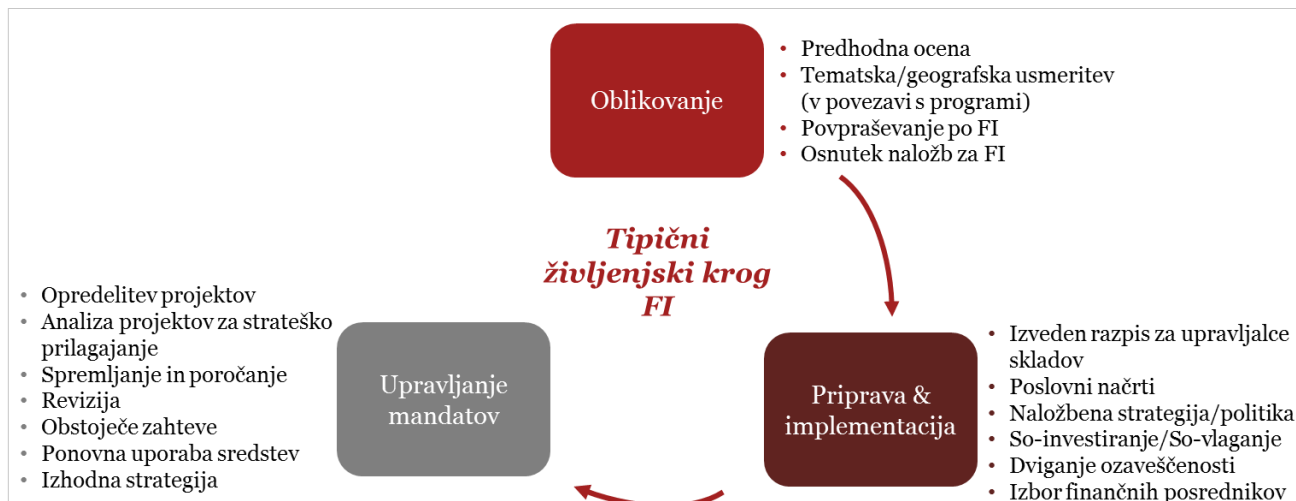 Oblikovanje
• Predhodna ocena
• Tematska/geografska usmeritev
(v povezavi s programi)
• Povpraševanje po FI
• Osnutek naložb za FI
Tipični
življenjski krog
FI
• Opredelitev projektov
• Analiza projektov za strateško
prilagajanje
• Spremljanje in poročanje
• Revizija
• Obstoječe zahteve
• Ponovna uporaba sredstev
• Izhodna strategija
Upravljanje
mandatov
Priprava &
implementacija
• Izveden razpis za upravljalce
skladov
• Poslovni načrti
• Naložbena strategija/politika
• So-investiranje/So-vlaganje
• Dviganje ozaveščenosti
• Izbor finančnih posrednikov